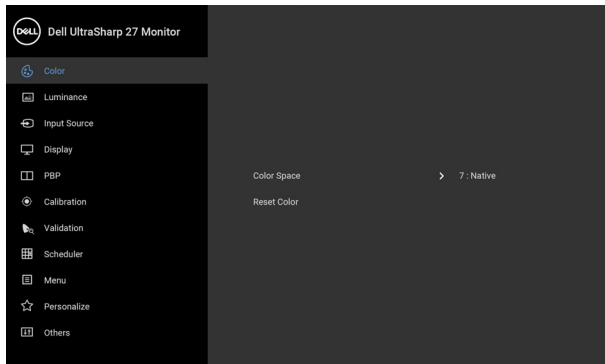 DELL Dell UltraSharp 27 Monitor
Color
Luminance
Input Source
Display
PBP
Color Space > 7 : Native
Calibration
Reset Color
Validation
Scheduler
Menu
Personalize
Others